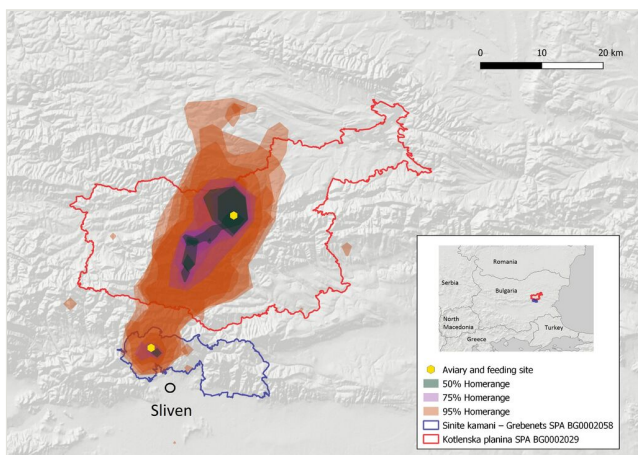 0 10 20 km
Sliven
Romania
Serbia
Bulgaria
North
Macedonia
Turkey
Greece
Aviary and feeding site
50% Homerange
75% Homerange
95% Homerange
Sinite kamani – Grebenets SPA BG0002058
Kotlenska planina SPA BG0002029